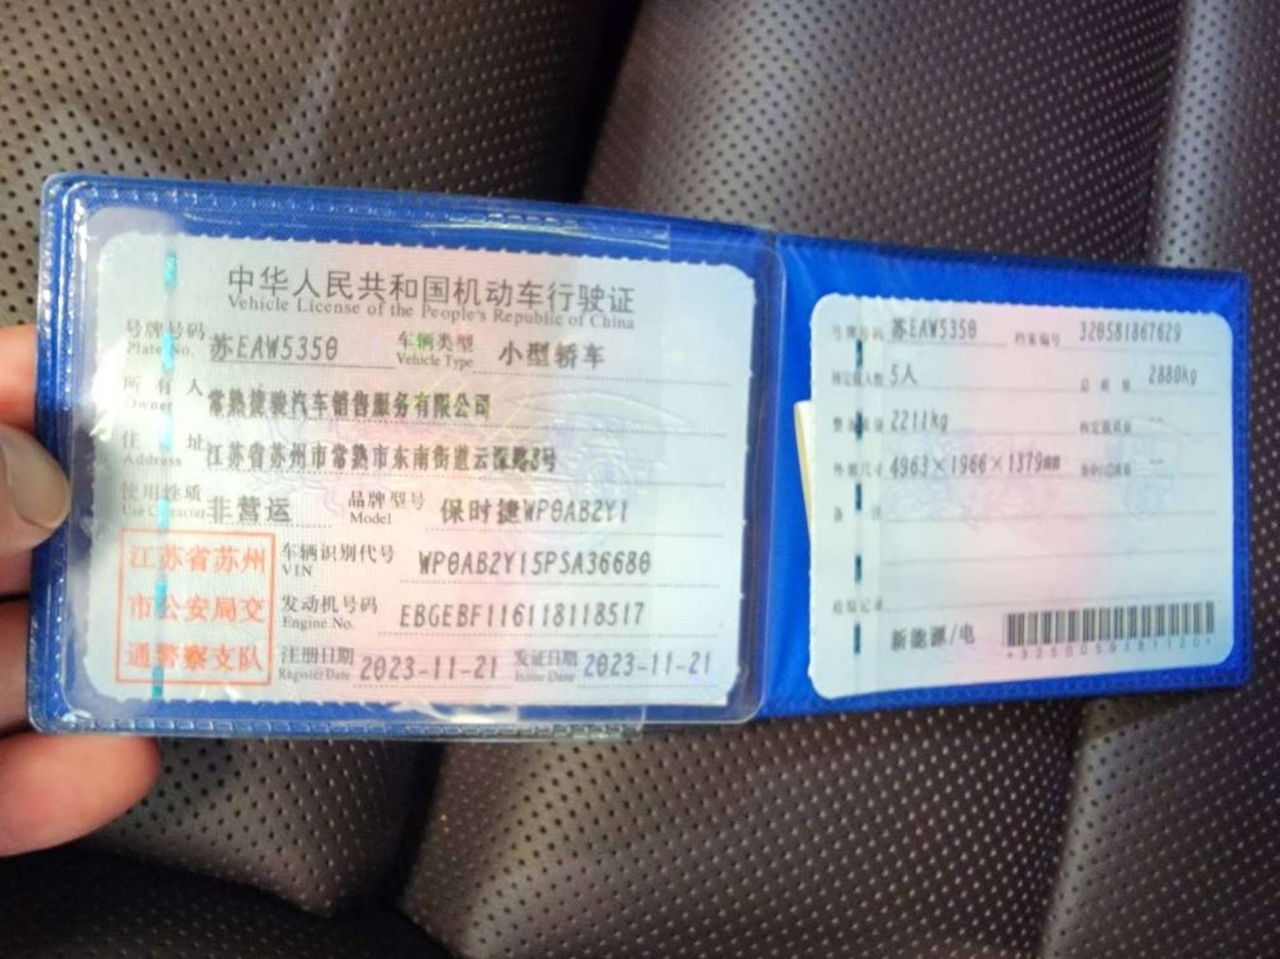 中华人民共和国机动车行驶证
Vehicle License of the People's Republic of China
号牌号码 苏EAW5350 车辆类型 小型轿车
Plate No. Vehicle Type
所有人 常熟捷骏汽车销售服务有限公司
Owner
住址 江苏省苏州市常熟市东南街道云深路8号
Address
使用性质 非营运 品牌型号 保时捷WP0AB2Y1
Use Character Model
江苏省苏州
市公安局交
通警察支队
车辆识别代号 WP0AB2Y15PSA36680
VIN
发动机号码 EBGEBF116118118517
Engine No.
注册日期 2023-11-21 发证日期 2023-11-21
Register Date Issue Date
号牌号码 苏EAW5350 档案编号 320581867629
核定载人数 5人 总质量 2880kg
整备质量 2211kg 核定载质量 --
外廓尺寸 4963×1966×1379mm --
备注
检验记录
新能源/电